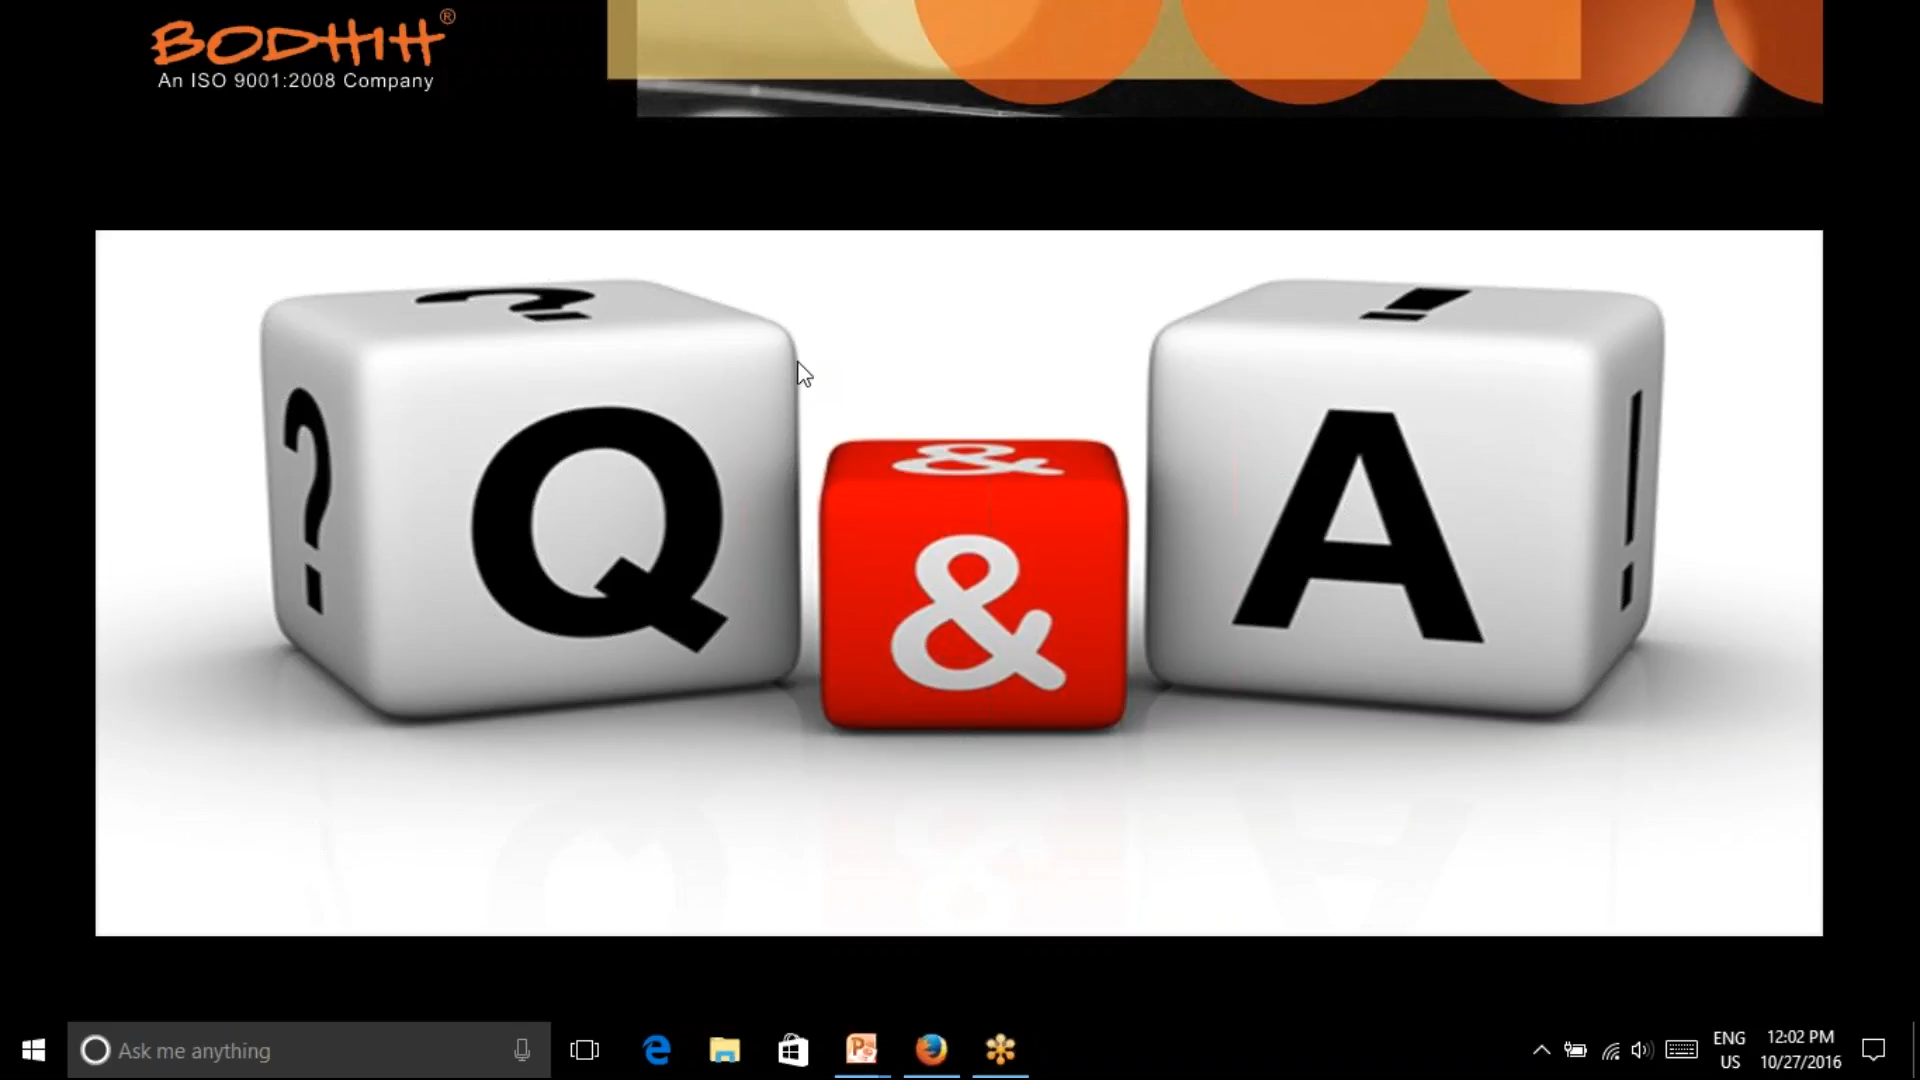 BODHIH®
An ISO 9001:2008 Company
? ? Q & & A ! !
Ask me anything
ENG
US
12:02 PM
10/27/2016